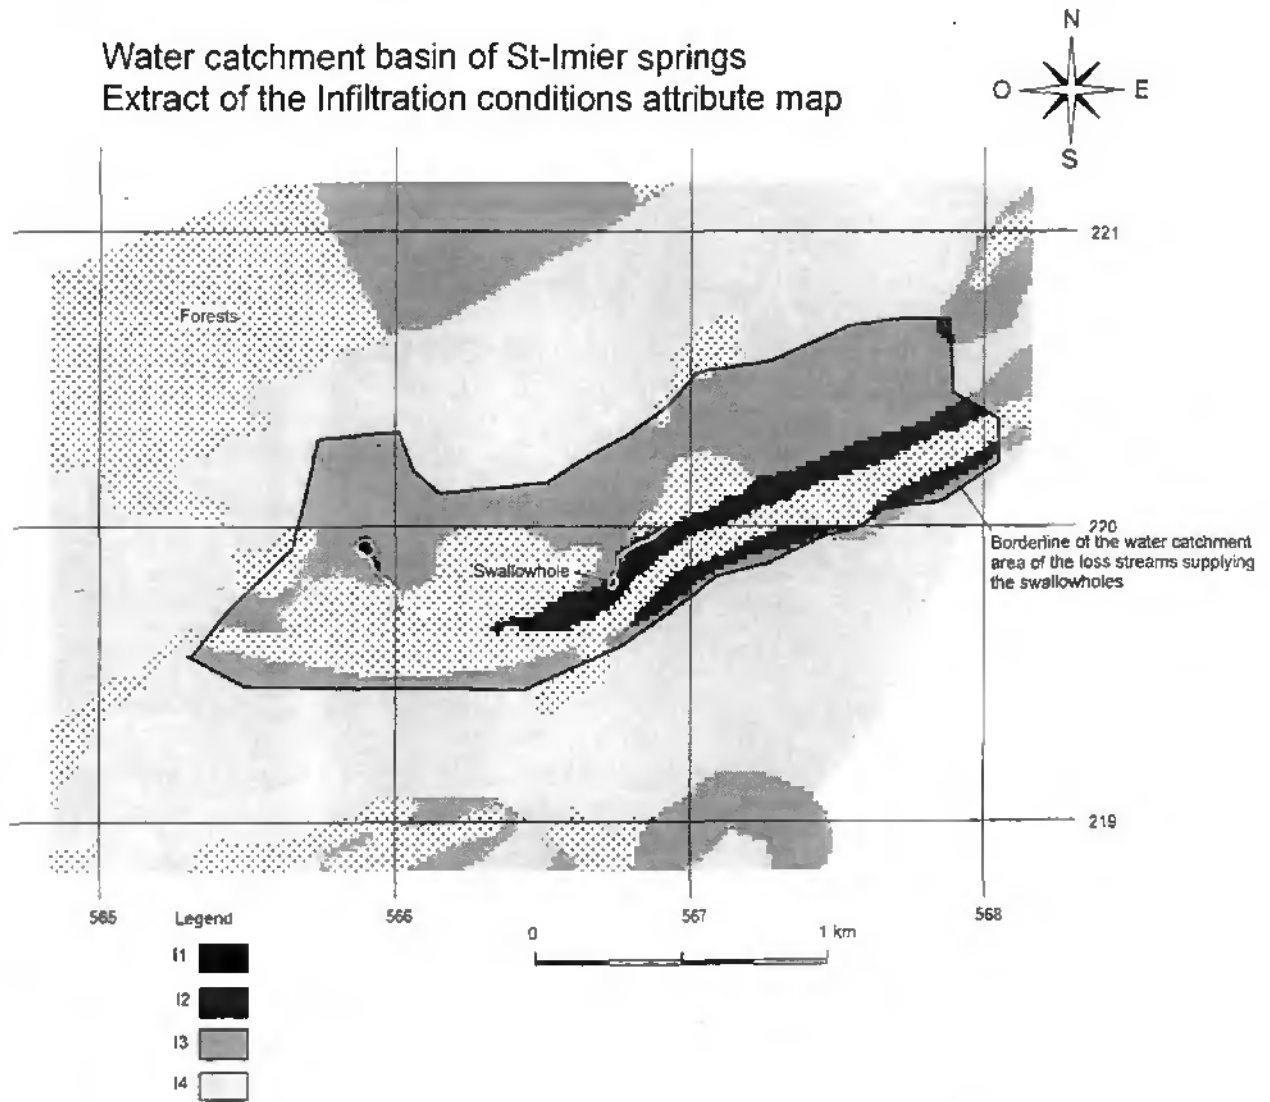 Water catchment basin of St-Imier springs
Extract of the Infiltration conditions attribute map
N
O
E
S
221
Forests
220
Borderline of the water catchment
area of the loss streams supplying
the swallowholes
Swallowhole
219
565
566
567
568
Legend
0
1 km
I1
I2
I3
I4